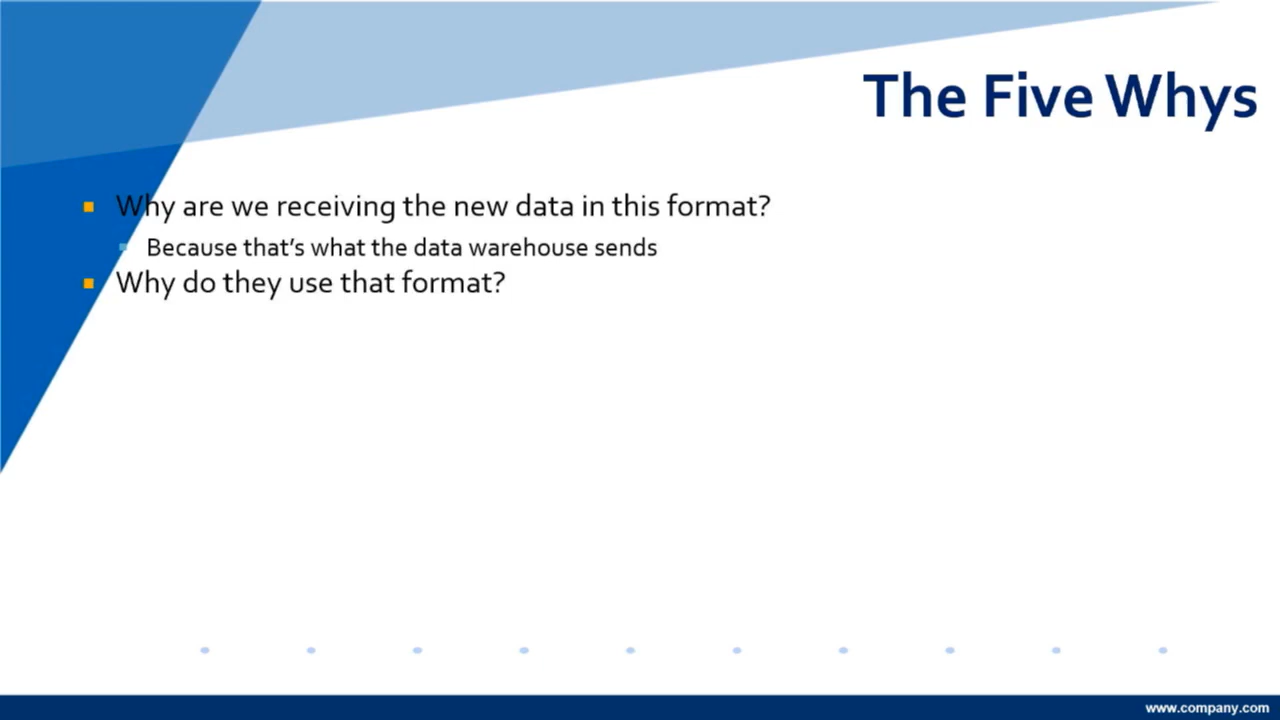 The Five Whys
Why are we receiving the new data in this format?
Because that’s what the data warehouse sends
Why do they use that format?
www.company.com